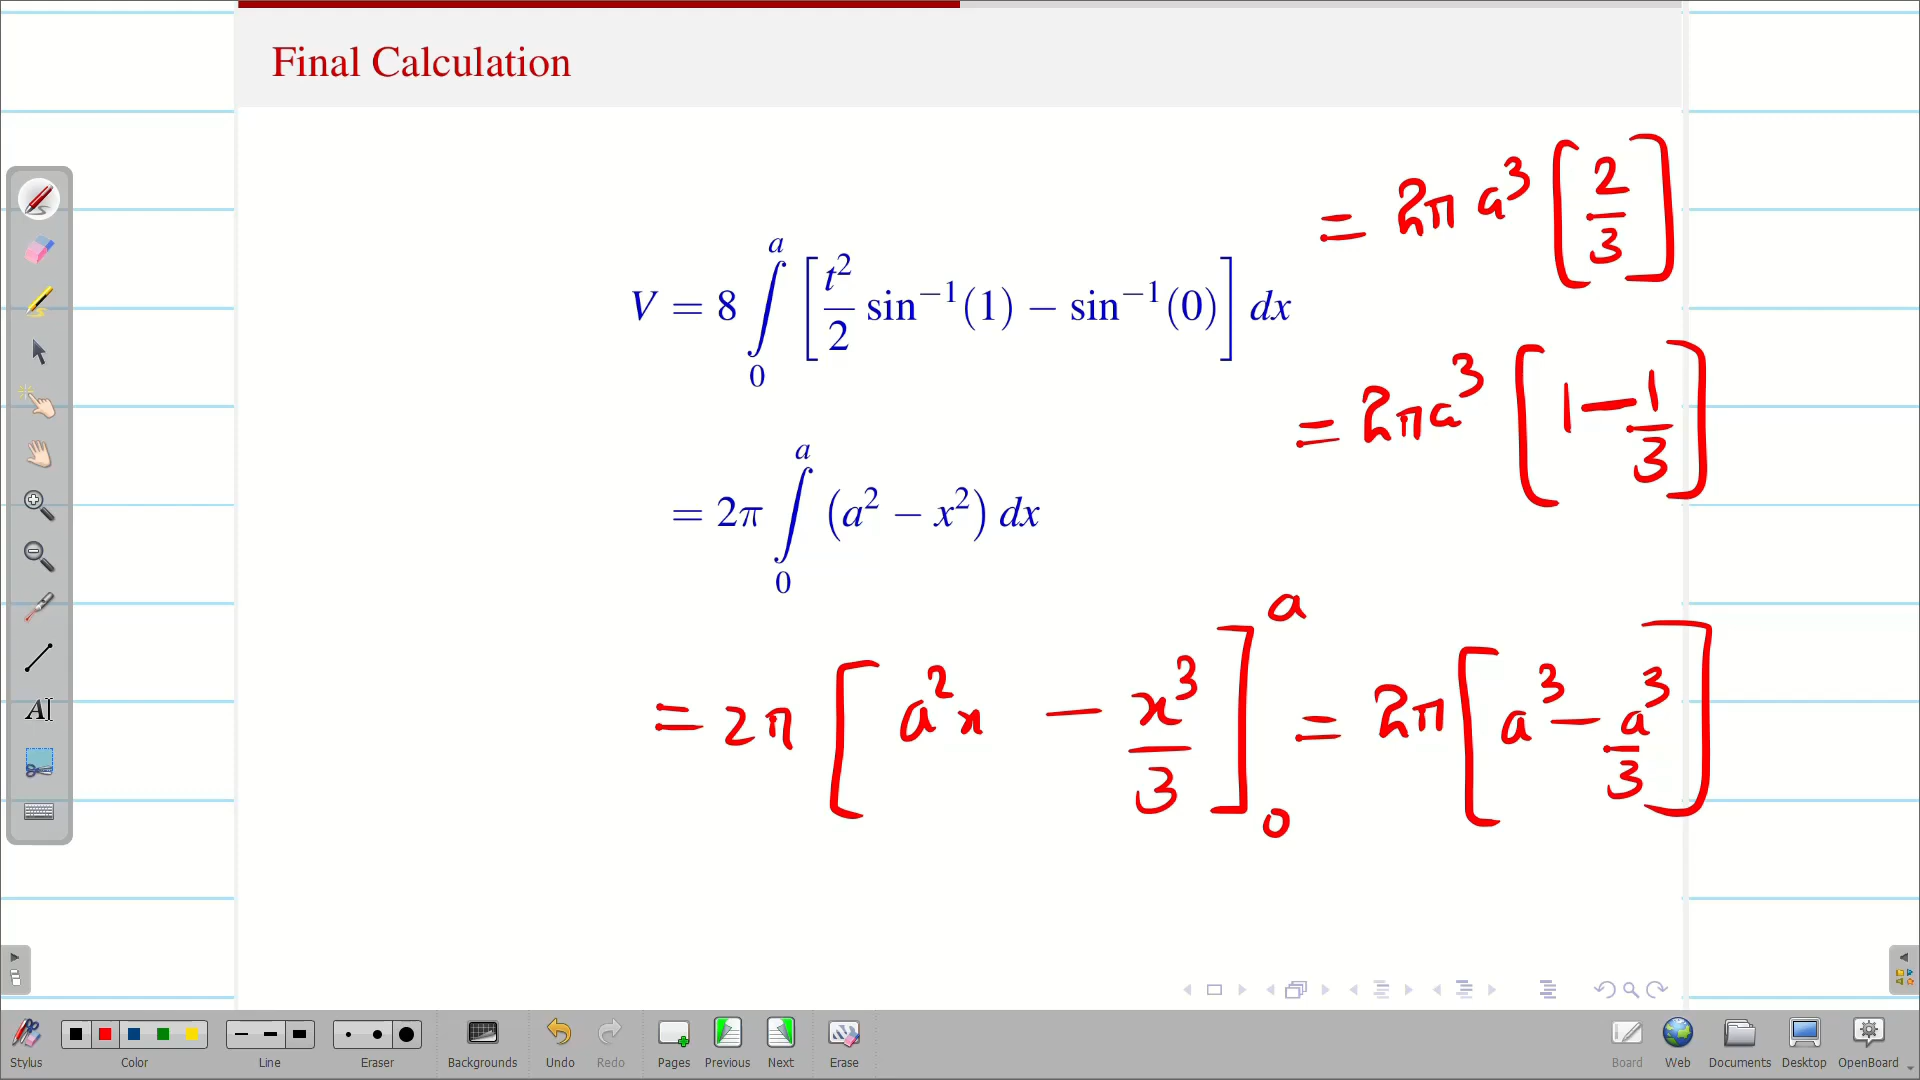 Final Calculation
V = 8 ∫₀ᵃ [t²/2 sin⁻¹(1) − sin⁻¹(0)] dx
= 2π ∫₀ᵃ (a² − x²) dx
= 2π [a²x − x³/3]₀ᵃ = 2π [a³ − a³/3]
= 2πa³ [1 − 1/3]
= 2πa³ [2/3]
Stylus Color Line Eraser Backgrounds Undo Redo Pages Previous Next Erase Board Web Documents Desktop OpenBoard